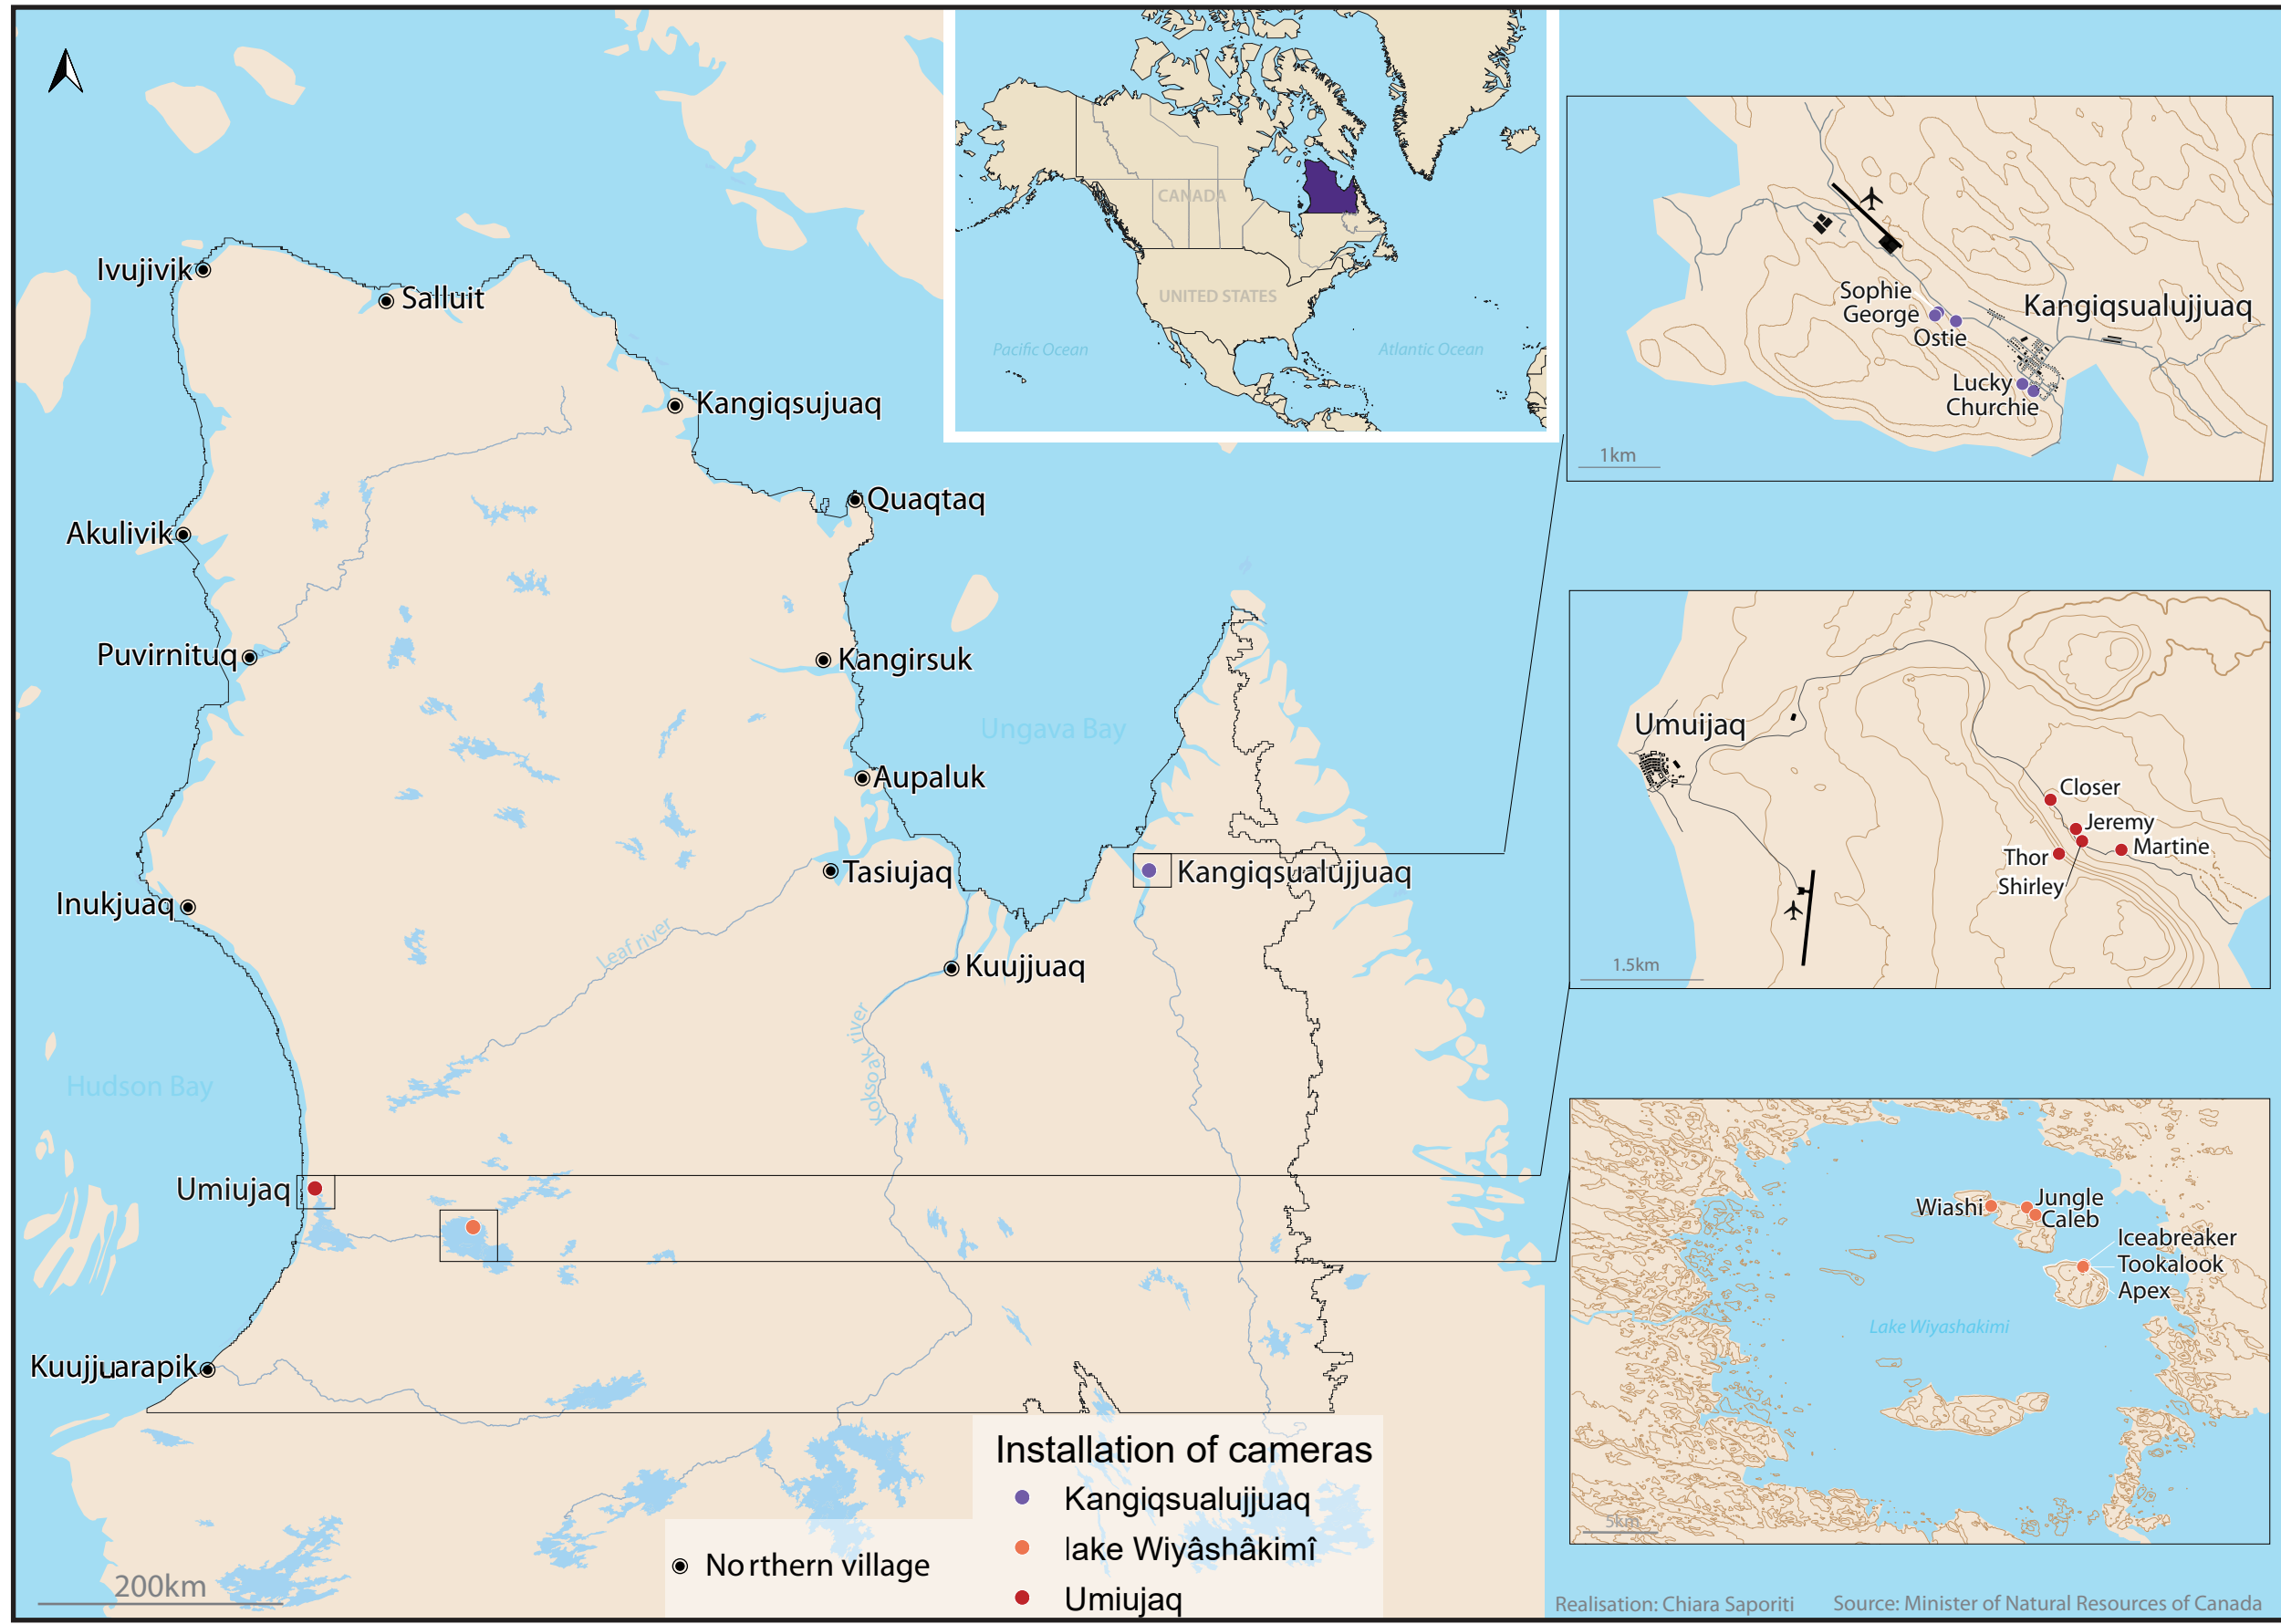 Ivujivik
Salluit
Kangiqsujuaq
Quaqtaq
Akulivik
Puvirnituq
Kangirsuk
Ungava Bay
Aupaluk
Tasiujaq
Kangiqsualujjuaq
Inukjuaq
Leaf river
Kuujjuaq
Koksoak river
Hudson Bay
Umiujaq
Kuujjuarapik
200km
Northern village
Installation of cameras
Kangiqsualujjuaq
lake Wiyâshâkimî
Umiujaq
CANADA
UNITED STATES
Pacific Ocean
Atlantic Ocean
Sophie
George
Ostie
Kangiqsualujjuaq
Lucky
Churchie
1km
Umuijaq
Closer
Jeremy
Martine
Thor
Shirley
1.5km
Wiashi
Jungle
Caleb
Iceabreaker
Tookalook
Apex
Lake Wiyashakimi
5km
Realisation: Chiara Saporiti
Source: Minister of Natural Resources of Canada